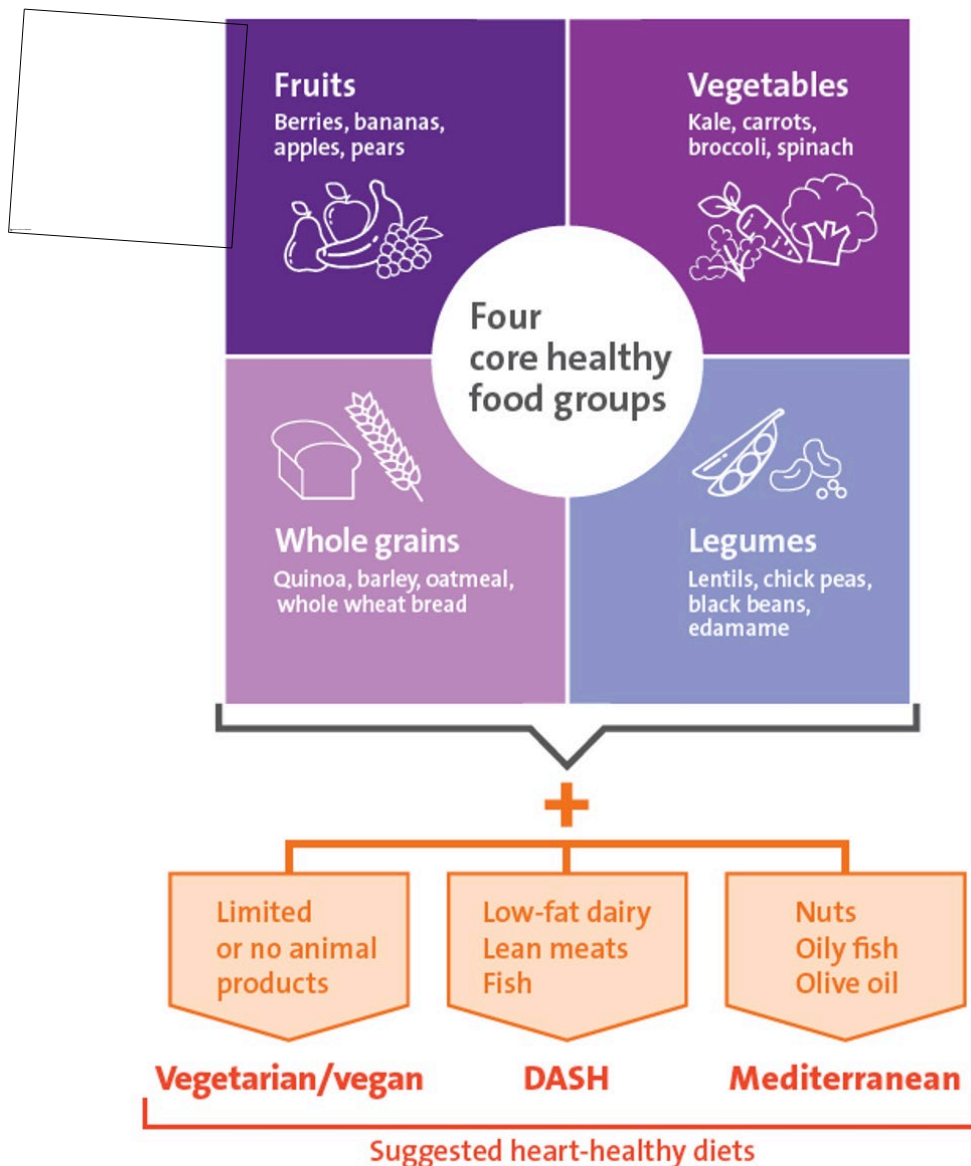 Fruits
Berries, bananas,
apples, pears
Vegetables
Kale, carrots,
broccoli, spinach
Four
core healthy
food groups
Whole grains
Quinoa, barley, oatmeal,
whole wheat bread
Legumes
Lentils, chick peas,
black beans,
edamame
+
Limited
or no animal
products
Low-fat dairy
Lean meats
Fish
Nuts
Oily fish
Olive oil
Vegetarian/vegan
DASH
Mediterranean
Suggested heart-healthy diets